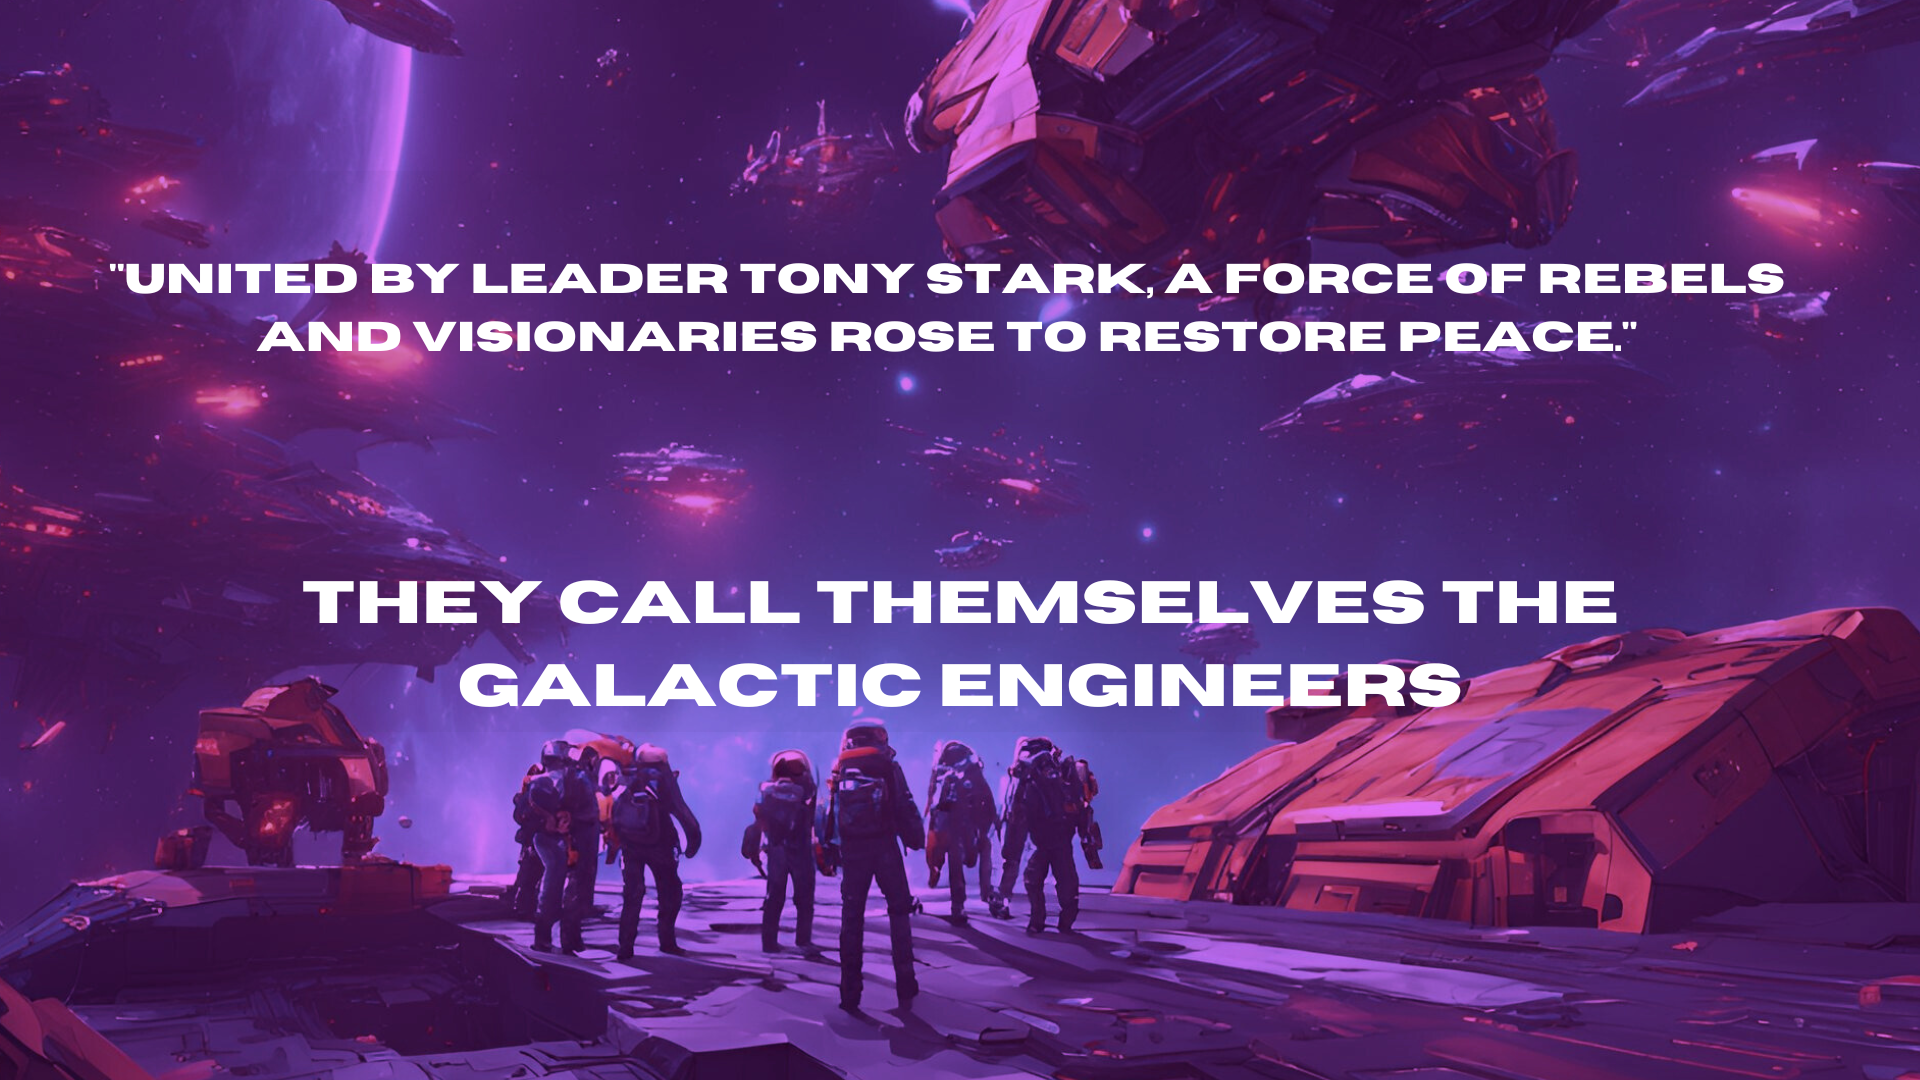 "UNITED BY LEADER TONY STARK, A FORCE OF REBELS
AND VISIONARIES ROSE TO RESTORE PEACE."
THEY CALL THEMSELVES THE
GALACTIC ENGINEERS